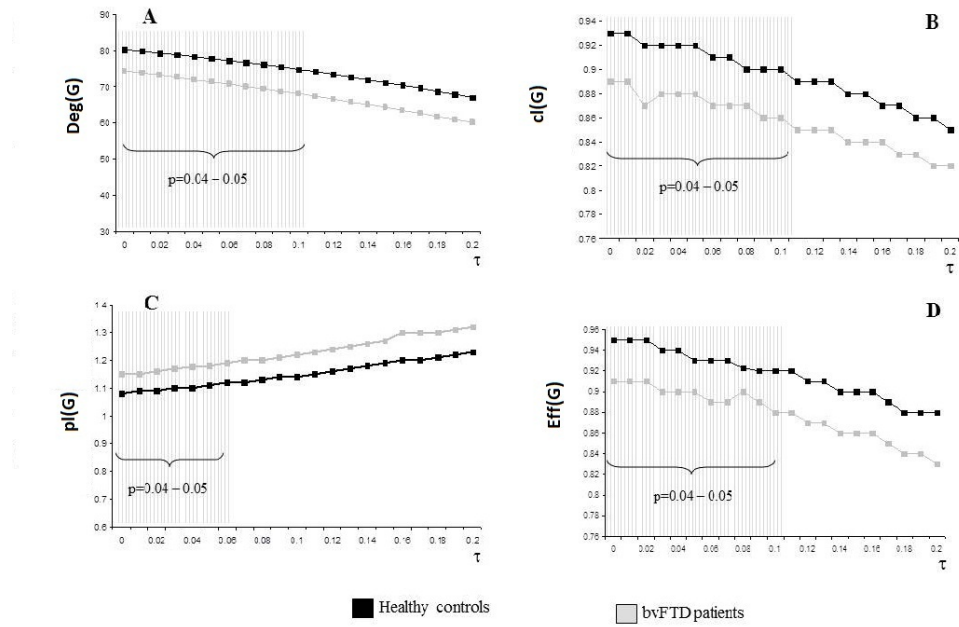 A
Deg(G)
90
80
70
60
50
40
30
p=0.04 – 0.05
0 0.02 0.04 0.06 0.08 0.1 0.12 0.14 0.16 0.18 0.2
τ
B
cl(G)
0.94
0.92
0.9
0.88
0.86
0.84
0.82
0.8
0.78
0.76
p=0.04 – 0.05
0 0.02 0.04 0.06 0.08 0.1 0.12 0.14 0.16 0.18 0.2
τ
C
pl(G)
1.4
1.3
1.2
1.1
1
0.9
0.8
0.7
0.6
p=0.04 – 0.05
0 0.02 0.04 0.06 0.08 0.1 0.12 0.14 0.16 0.18 0.2
τ
D
Eff(G)
0.96
0.94
0.92
0.9
0.88
0.86
0.84
0.82
0.8
0.78
0.76
p=0.04 – 0.05
0 0.02 0.04 0.06 0.08 0.1 0.12 0.14 0.16 0.18 0.2
τ
Healthy controls
bvFTD patients